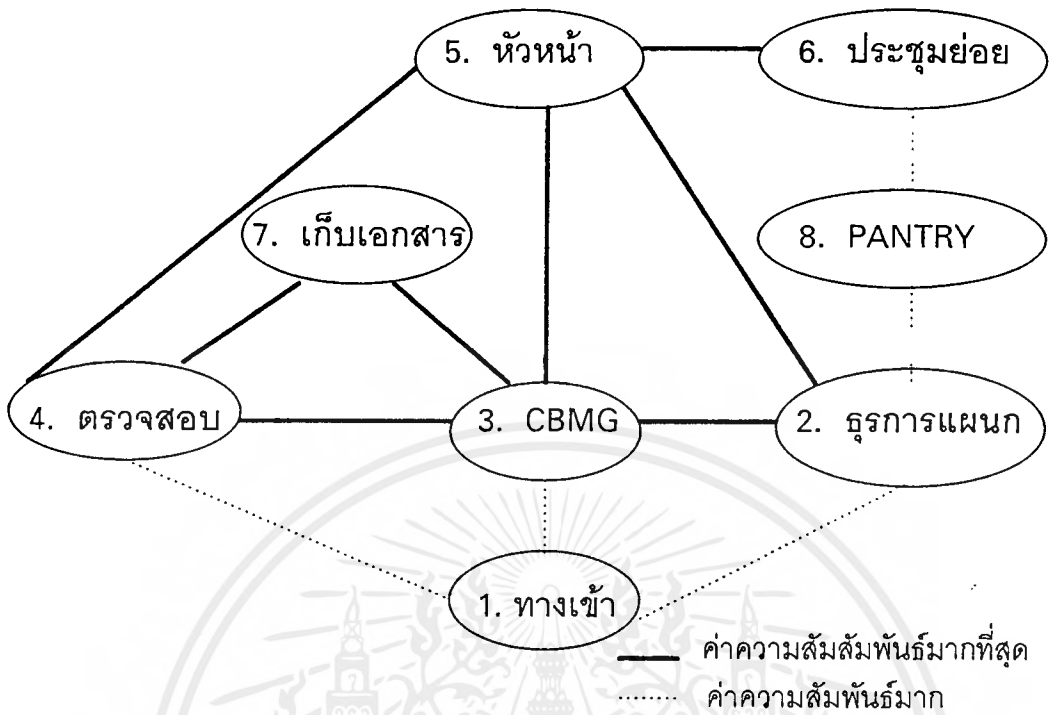 5. หัวหน้า
6. ประชุมย่อย
7. เก็บเอกสาร
8. PANTRY
4. ตรวจสอบ
3. CBMG
2. ธุรการแผนก
1. ทางเข้า
ค่าความสัมสัมพันธ์มากที่สุด
ค่าความสัมพันธ์มาก